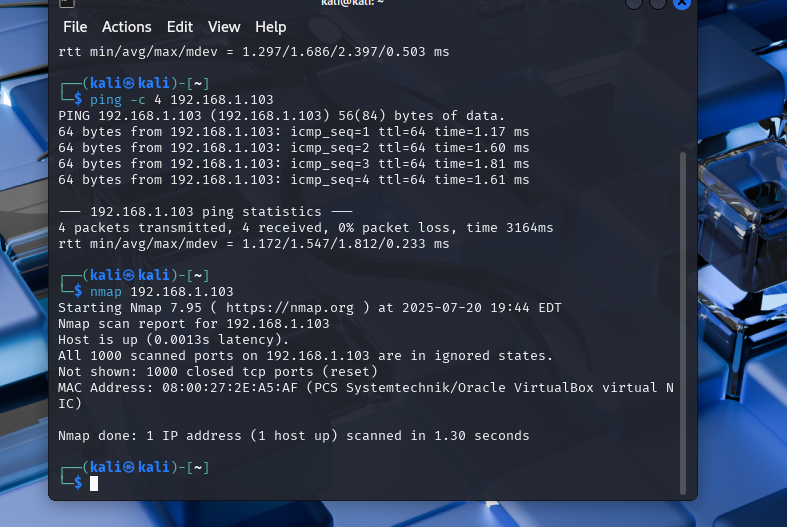 kali@kali: ~
File Actions Edit View Help
rtt min/avg/max/mdev = 1.297/1.686/2.397/0.503 ms
┌──(kali㉿kali)-[~]
└─$ ping -c 4 192.168.1.103
PING 192.168.1.103 (192.168.1.103) 56(84) bytes of data.
64 bytes from 192.168.1.103: icmp_seq=1 ttl=64 time=1.17 ms
64 bytes from 192.168.1.103: icmp_seq=2 ttl=64 time=1.60 ms
64 bytes from 192.168.1.103: icmp_seq=3 ttl=64 time=1.81 ms
64 bytes from 192.168.1.103: icmp_seq=4 ttl=64 time=1.61 ms
--- 192.168.1.103 ping statistics ---
4 packets transmitted, 4 received, 0% packet loss, time 3164ms
rtt min/avg/max/mdev = 1.172/1.547/1.812/0.233 ms
┌──(kali㉿kali)-[~]
└─$ nmap 192.168.1.103
Starting Nmap 7.95 ( https://nmap.org ) at 2025-07-20 19:44 EDT
Nmap scan report for 192.168.1.103
Host is up (0.0013s latency).
All 1000 scanned ports on 192.168.1.103 are in ignored states.
Not shown: 1000 closed tcp ports (reset)
MAC Address: 08:00:27:2E:A5:AF (PCS Systemtechnik/Oracle VirtualBox virtual N
IC)
Nmap done: 1 IP address (1 host up) scanned in 1.30 seconds
┌──(kali㉿kali)-[~]
└─$